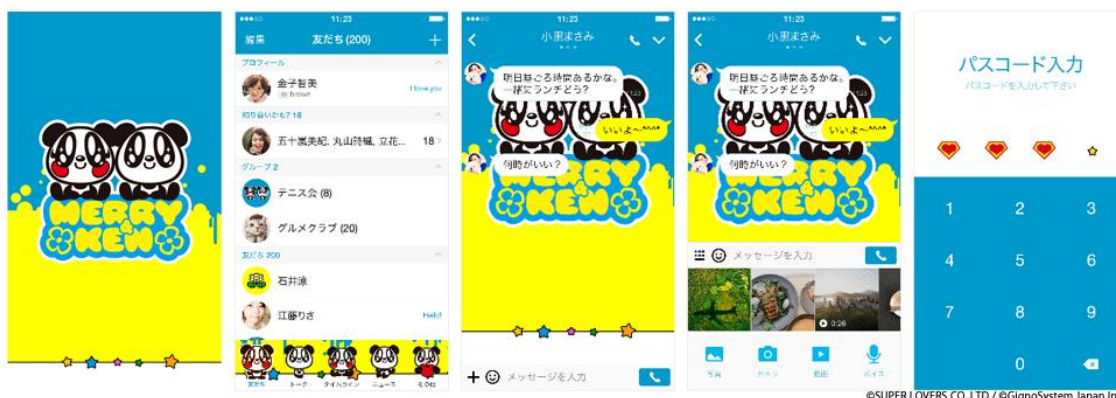 MERRY
&
KEN
11:23
編集
友だち (200)
プロフィール
金子智美
brown
I love you
知り合いかも? 18
五十嵐美紀, 丸山詩織, 立花...
18
グループ 2
テニス会 (8)
グルメクラブ (20)
友だち 200
石井涼
江藤りさ
Hello!
友だち
トーク
タイムライン
ニュース
その他
11:23
小黒まさみ
明日昼ごろ時間あるかな。
一緒にランチどう?
11:23
いいよ〜^^^^
何時がいい?
MERRY
&
KEN
メッセージを入力
11:23
小黒まさみ
明日昼ごろ時間あるかな。
一緒にランチどう?
11:23
いいよ〜^^^^
何時がいい?
MERRY
&
KEN
メッセージを入力
0:26
写真
カメラ
動画
ボイス
パスコード入力
パスコードを入力して下さい
1
2
3
4
5
6
7
8
9
0
©SUPER LOVERS CO.,LTD / ©GignoSystem Japan,In